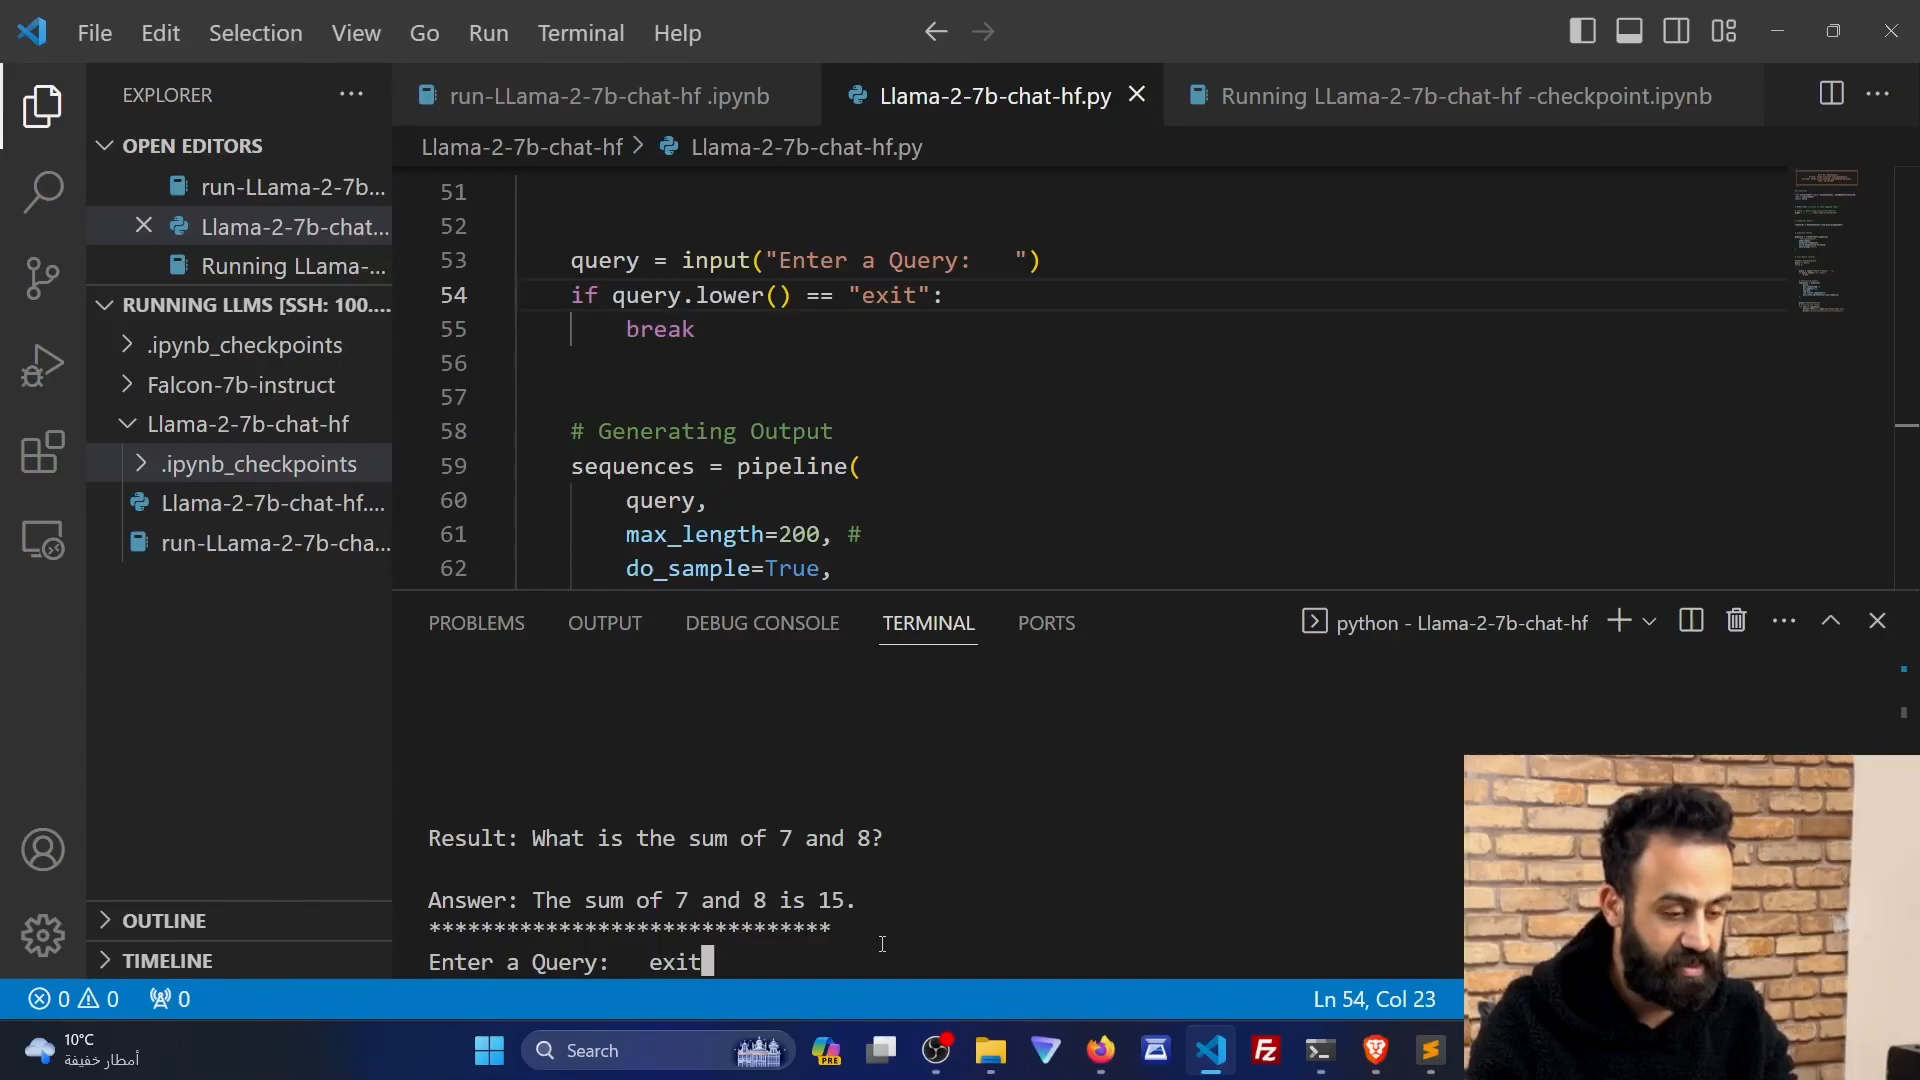 File Edit Selection View Go Run Terminal Help
EXPLORER
run-LLama-2-7b-chat-hf .ipynb
Llama-2-7b-chat-hf.py
Running LLama-2-7b-chat-hf -checkpoint.ipynb
OPEN EDITORS
run-LLama-2-7b...
Llama-2-7b-chat...
Running LLama-...
RUNNING LLMS [SSH: 100....
.ipynb_checkpoints
Falcon-7b-instruct
Llama-2-7b-chat-hf
.ipynb_checkpoints
Llama-2-7b-chat-hf....
run-LLama-2-7b-cha...
OUTLINE
TIMELINE
Llama-2-7b-chat-hf > Llama-2-7b-chat-hf.py
51
52
53 query = input("Enter a Query:   ")
54 if query.lower() == "exit":
55 break
56
57
58 # Generating Output
59 sequences = pipeline(
60 query,
61 max_length=200, #
62 do_sample=True,
PROBLEMS OUTPUT DEBUG CONSOLE TERMINAL PORTS
python - Llama-2-7b-chat-hf
Result: What is the sum of 7 and 8?
Answer: The sum of 7 and 8 is 15.
*******************************
Enter a Query:   exit
0 0 0
Ln 54, Col 23
10°C
أمطار خفيفة
Search
PRE